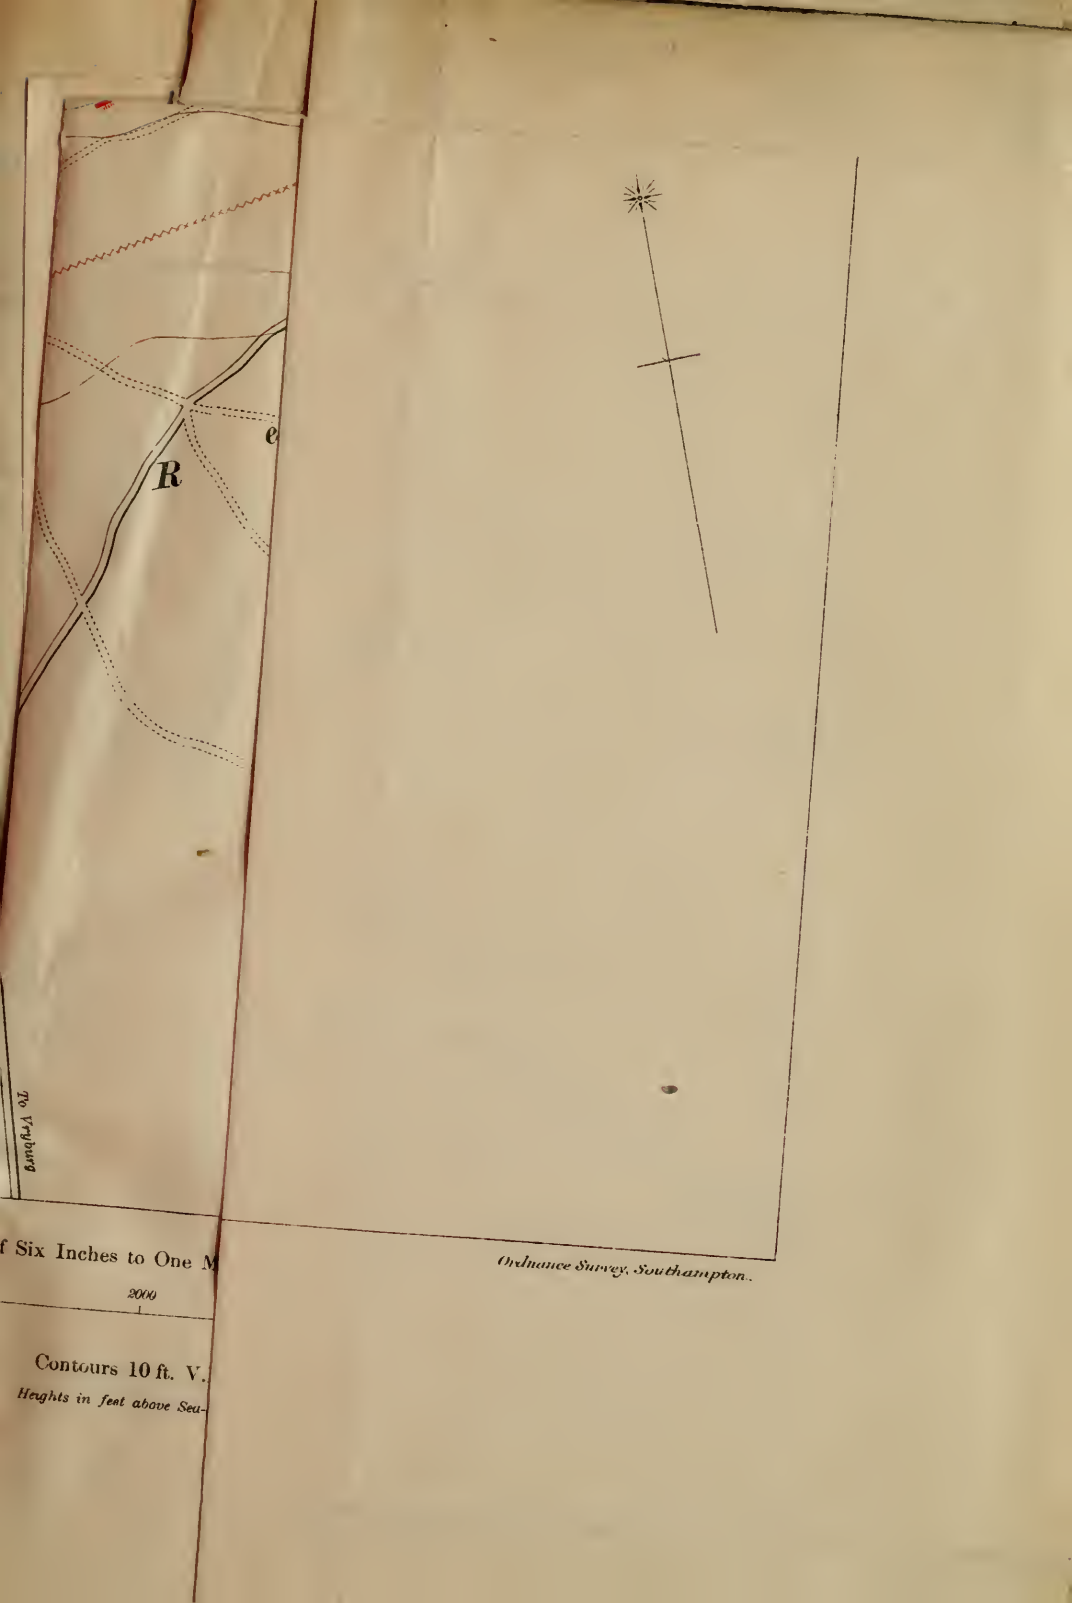 e
R
To Vryburg
f Six Inches to One M
2000
Contours 10 ft. V.
Heights in feet above Sea-
Ordnance Survey, Southampton.